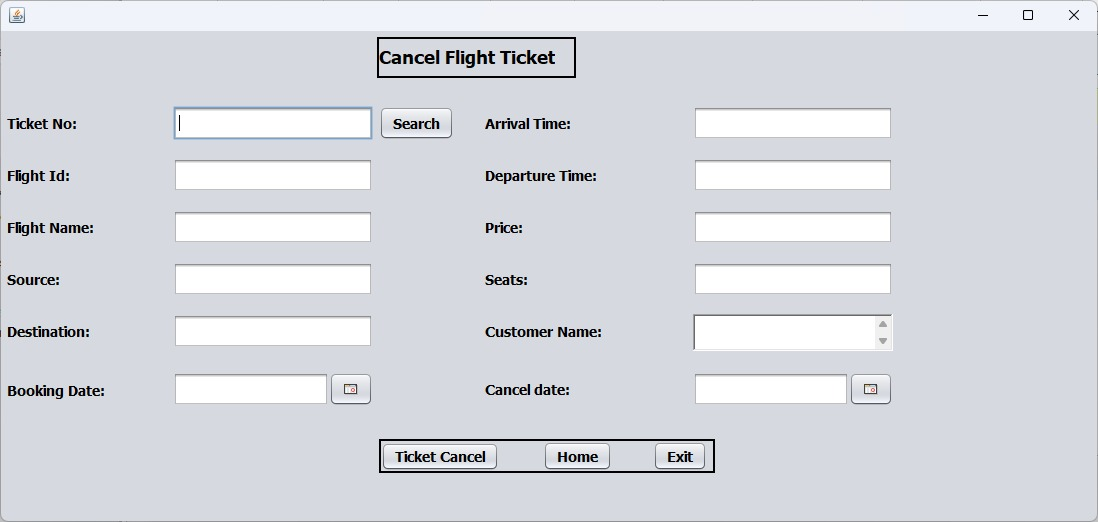 Cancel Flight Ticket
Ticket No:
Search
Arrival Time:
Flight Id:
Departure Time:
Flight Name:
Price:
Source:
Seats:
Destination:
Customer Name:
Booking Date:
Cancel date:
Ticket Cancel
Home
Exit